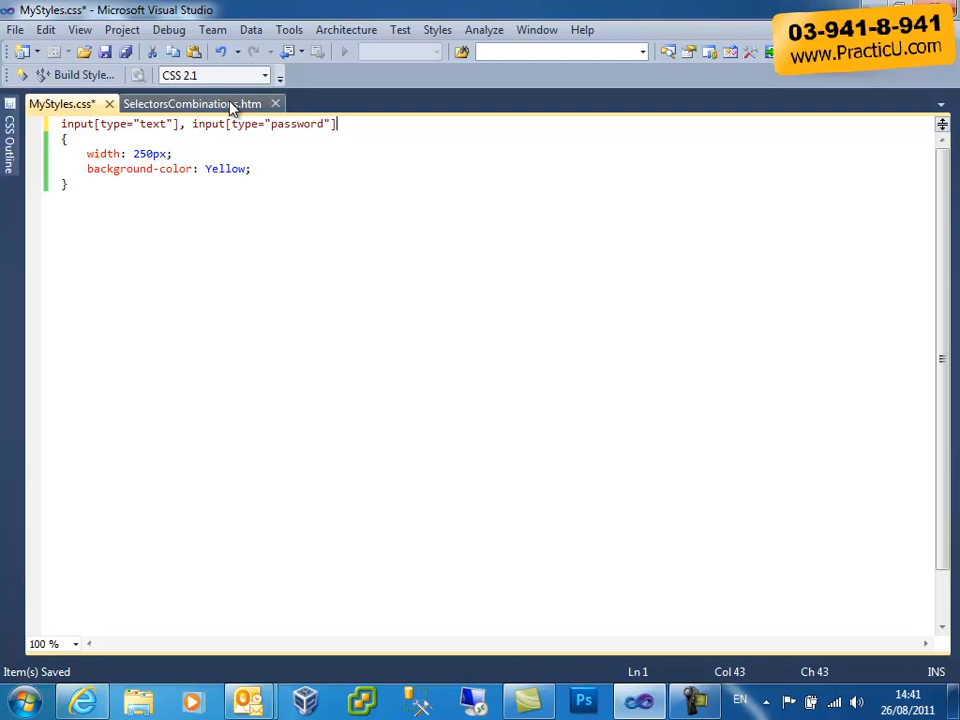 MyStyles.css* - Microsoft Visual Studio
03-941-8-941
www.PracticU.com
File Edit View Project Debug Team Data Tools Architecture Test Styles Analyze Window Help
Build Style... CSS 2.1
MyStyles.css* SelectorsCombinations.htm
CSS Outline
input[type="text"], input[type="password"]
{
width: 250px;
background-color: Yellow;
}
100 %
Item(s) Saved Ln 1 Col 43 Ch 43 INS
Ps EN 14:41
26/08/2011